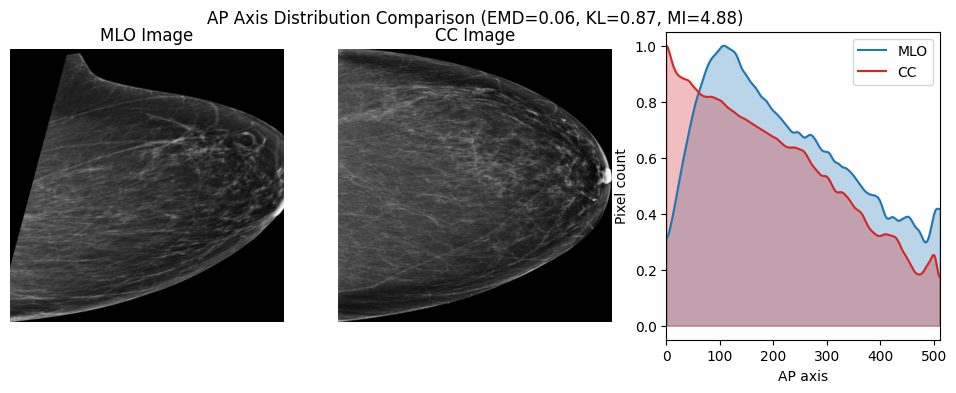 AP Axis Distribution Comparison (EMD=0.06, KL=0.87, MI=4.88)
MLO Image
CC Image
MLO
CC
Pixel count
1.0
0.8
0.6
0.4
0.2
0.0
0 100 200 300 400 500
AP axis